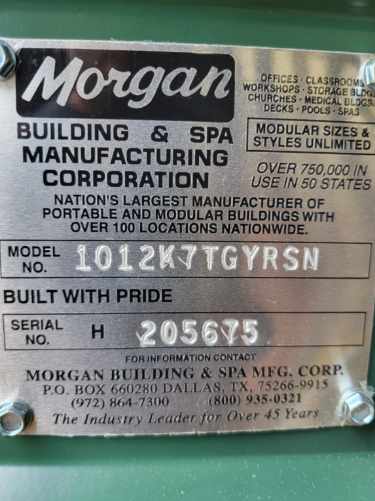 Morgan
OFFICES · CLASSROOMS
WORKSHOPS · STORAGE BLDG.
CHURCHES · MEDICAL BLDGS.
DECKS · POOLS · SPAS
BUILDING & SPA
MANUFACTURING
CORPORATION
MODULAR SIZES &
STYLES UNLIMITED
OVER 750,000 IN
USE IN 50 STATES
NATION'S LARGEST MANUFACTURER OF
PORTABLE AND MODULAR BUILDINGS WITH
OVER 100 LOCATIONS NATIONWIDE.
MODEL NO. 1012K7TGYRSN
BUILT WITH PRIDE
SERIAL NO. H 205675
FOR INFORMATION CONTACT
MORGAN BUILDING & SPA MFG. CORP.
P.O. BOX 660280 DALLAS, TX, 75266-9915
(972) 864-7300 (800) 935-0321
The Industry Leader for Over 45 Years